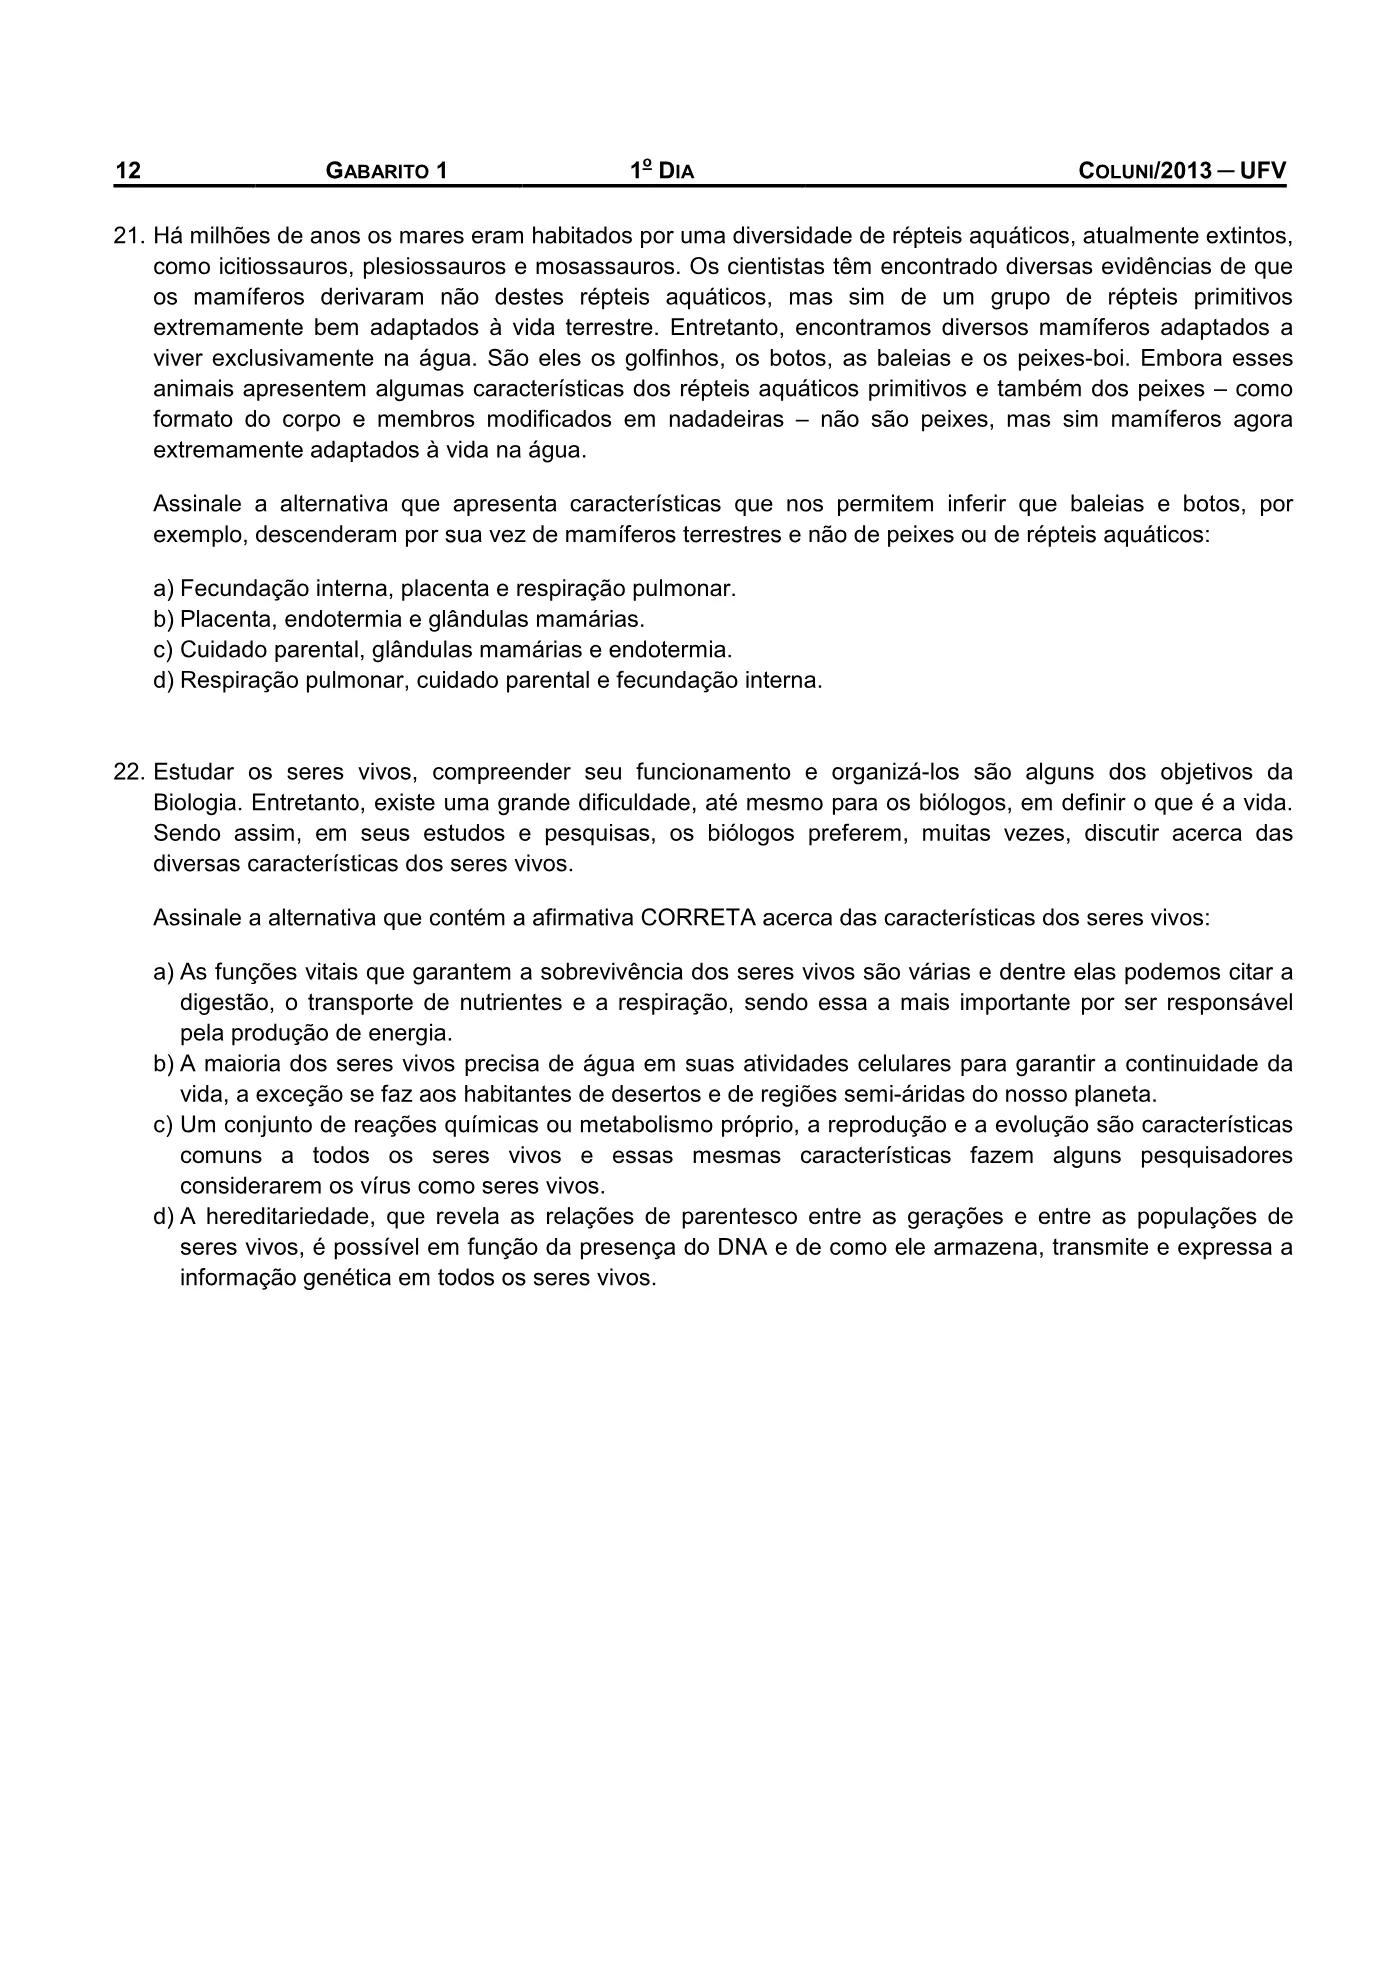 12 GABARITO 1 1º DIA COLUNI/2013 — UFV
21. Há milhões de anos os mares eram habitados por uma diversidade de répteis aquáticos, atualmente extintos,
como icitiossauros, plesiossauros e mosassauros. Os cientistas têm encontrado diversas evidências de que
os mamíferos derivaram não destes répteis aquáticos, mas sim de um grupo de répteis primitivos
extremamente bem adaptados à vida terrestre. Entretanto, encontramos diversos mamíferos adaptados a
viver exclusivamente na água. São eles os golfinhos, os botos, as baleias e os peixes-boi. Embora esses
animais apresentem algumas características dos répteis aquáticos primitivos e também dos peixes – como
formato do corpo e membros modificados em nadadeiras – não são peixes, mas sim mamíferos agora
extremamente adaptados à vida na água.
Assinale a alternativa que apresenta características que nos permitem inferir que baleias e botos, por
exemplo, descenderam por sua vez de mamíferos terrestres e não de peixes ou de répteis aquáticos:
a) Fecundação interna, placenta e respiração pulmonar.
b) Placenta, endotermia e glândulas mamárias.
c) Cuidado parental, glândulas mamárias e endotermia.
d) Respiração pulmonar, cuidado parental e fecundação interna.
22. Estudar os seres vivos, compreender seu funcionamento e organizá-los são alguns dos objetivos da
Biologia. Entretanto, existe uma grande dificuldade, até mesmo para os biólogos, em definir o que é a vida.
Sendo assim, em seus estudos e pesquisas, os biólogos preferem, muitas vezes, discutir acerca das
diversas características dos seres vivos.
Assinale a alternativa que contém a afirmativa CORRETA acerca das características dos seres vivos:
a) As funções vitais que garantem a sobrevivência dos seres vivos são várias e dentre elas podemos citar a
digestão, o transporte de nutrientes e a respiração, sendo essa a mais importante por ser responsável
pela produção de energia.
b) A maioria dos seres vivos precisa de água em suas atividades celulares para garantir a continuidade da
vida, a exceção se faz aos habitantes de desertos e de regiões semi-áridas do nosso planeta.
c) Um conjunto de reações químicas ou metabolismo próprio, a reprodução e a evolução são características
comuns a todos os seres vivos e essas mesmas características fazem alguns pesquisadores
considerarem os vírus como seres vivos.
d) A hereditariedade, que revela as relações de parentesco entre as gerações e entre as populações de
seres vivos, é possível em função da presença do DNA e de como ele armazena, transmite e expressa a
informação genética em todos os seres vivos.